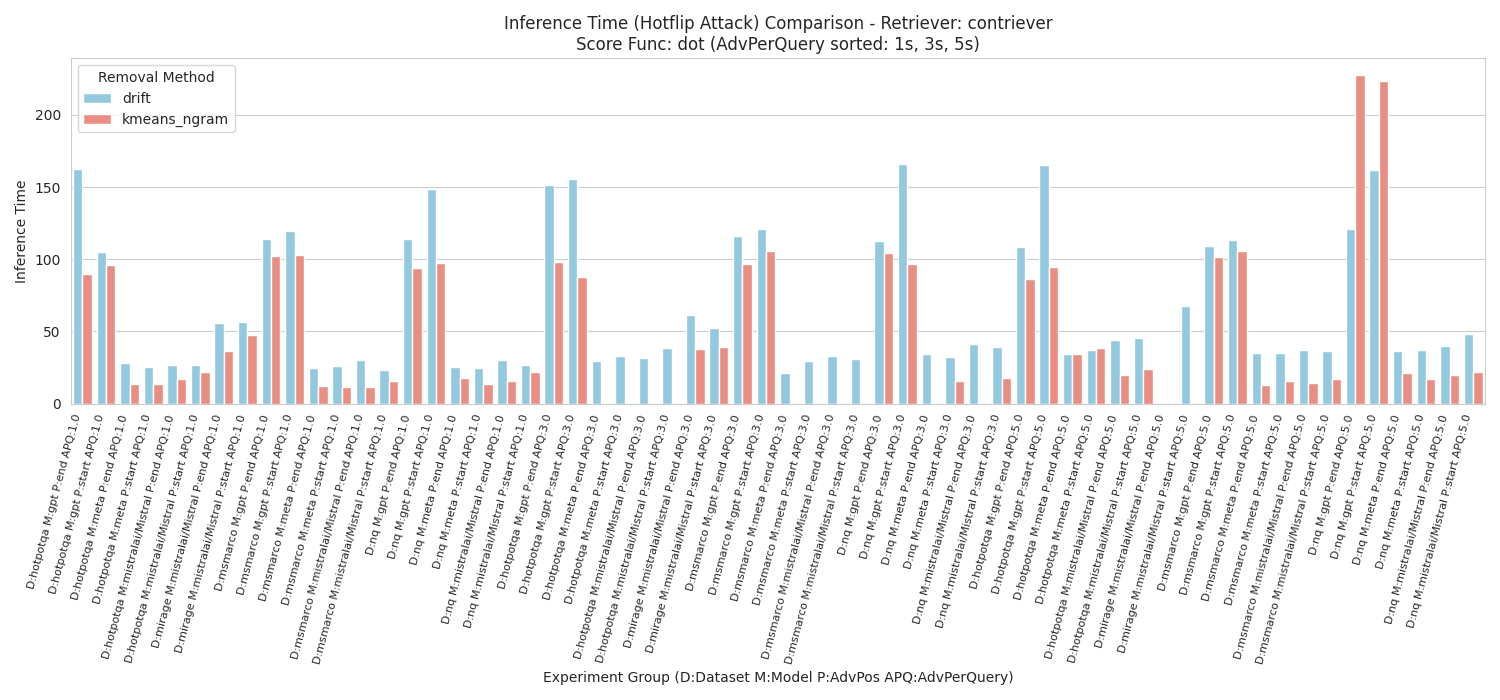 Inference Time (Hotflip Attack) Comparison - Retriever: contriever
Score Func: dot (AdvPerQuery sorted: 1s, 3s, 5s)
Removal Method
drift
kmeans_ngram
Inference Time
200
150
100
50
0
D:hotpotqa M:gpt P:end APQ:1.0
D:hotpotqa M:gpt P:start APQ:1.0
D:hotpotqa M:meta P:end APQ:1.0
D:hotpotqa M:meta P:start APQ:1.0
D:hotpotqa M:mistralai/Mistral P:end APQ:1.0
D:hotpotqa M:mistralai/Mistral P:start APQ:1.0
D:mirage M:mistralai/Mistral P:end APQ:1.0
D:mirage M:mistralai/Mistral P:start APQ:1.0
D:msmarco M:gpt P:end APQ:1.0
D:msmarco M:gpt P:start APQ:1.0
D:msmarco M:meta P:end APQ:1.0
D:msmarco M:meta P:start APQ:1.0
D:msmarco M:mistralai/Mistral P:end APQ:1.0
D:msmarco M:mistralai/Mistral P:start APQ:1.0
D:nq M:gpt P:end APQ:1.0
D:nq M:gpt P:start APQ:1.0
D:nq M:meta P:end APQ:1.0
D:nq M:meta P:start APQ:1.0
D:nq M:mistralai/Mistral P:end APQ:1.0
D:nq M:mistralai/Mistral P:start APQ:1.0
D:hotpotqa M:gpt P:end APQ:3.0
D:hotpotqa M:gpt P:start APQ:3.0
D:hotpotqa M:meta P:end APQ:3.0
D:hotpotqa M:meta P:start APQ:3.0
D:hotpotqa M:mistralai/Mistral P:end APQ:3.0
D:hotpotqa M:mistralai/Mistral P:start APQ:3.0
D:mirage M:mistralai/Mistral P:end APQ:3.0
D:mirage M:mistralai/Mistral P:start APQ:3.0
D:msmarco M:gpt P:end APQ:3.0
D:msmarco M:gpt P:start APQ:3.0
D:msmarco M:meta P:end APQ:3.0
D:msmarco M:meta P:start APQ:3.0
D:msmarco M:mistralai/Mistral P:end APQ:3.0
D:msmarco M:mistralai/Mistral P:start APQ:3.0
D:nq M:gpt P:end APQ:3.0
D:nq M:gpt P:start APQ:3.0
D:nq M:meta P:end APQ:3.0
D:nq M:meta P:start APQ:3.0
D:nq M:mistralai/Mistral P:end APQ:3.0
D:nq M:mistralai/Mistral P:start APQ:3.0
D:hotpotqa M:gpt P:end APQ:5.0
D:hotpotqa M:gpt P:start APQ:5.0
D:hotpotqa M:meta P:end APQ:5.0
D:hotpotqa M:meta P:start APQ:5.0
D:hotpotqa M:mistralai/Mistral P:end APQ:5.0
D:hotpotqa M:mistralai/Mistral P:start APQ:5.0
D:mirage M:mistralai/Mistral P:end APQ:5.0
D:mirage M:mistralai/Mistral P:start APQ:5.0
D:msmarco M:gpt P:end APQ:5.0
D:msmarco M:gpt P:start APQ:5.0
D:msmarco M:meta P:end APQ:5.0
D:msmarco M:meta P:start APQ:5.0
D:msmarco M:mistralai/Mistral P:end APQ:5.0
D:msmarco M:mistralai/Mistral P:start APQ:5.0
D:nq M:gpt P:end APQ:5.0
D:nq M:gpt P:start APQ:5.0
D:nq M:meta P:end APQ:5.0
D:nq M:meta P:start APQ:5.0
D:nq M:mistralai/Mistral P:end APQ:5.0
D:nq M:mistralai/Mistral P:start APQ:5.0
Experiment Group (D:Dataset M:Model P:AdvPos APQ:AdvPerQuery)